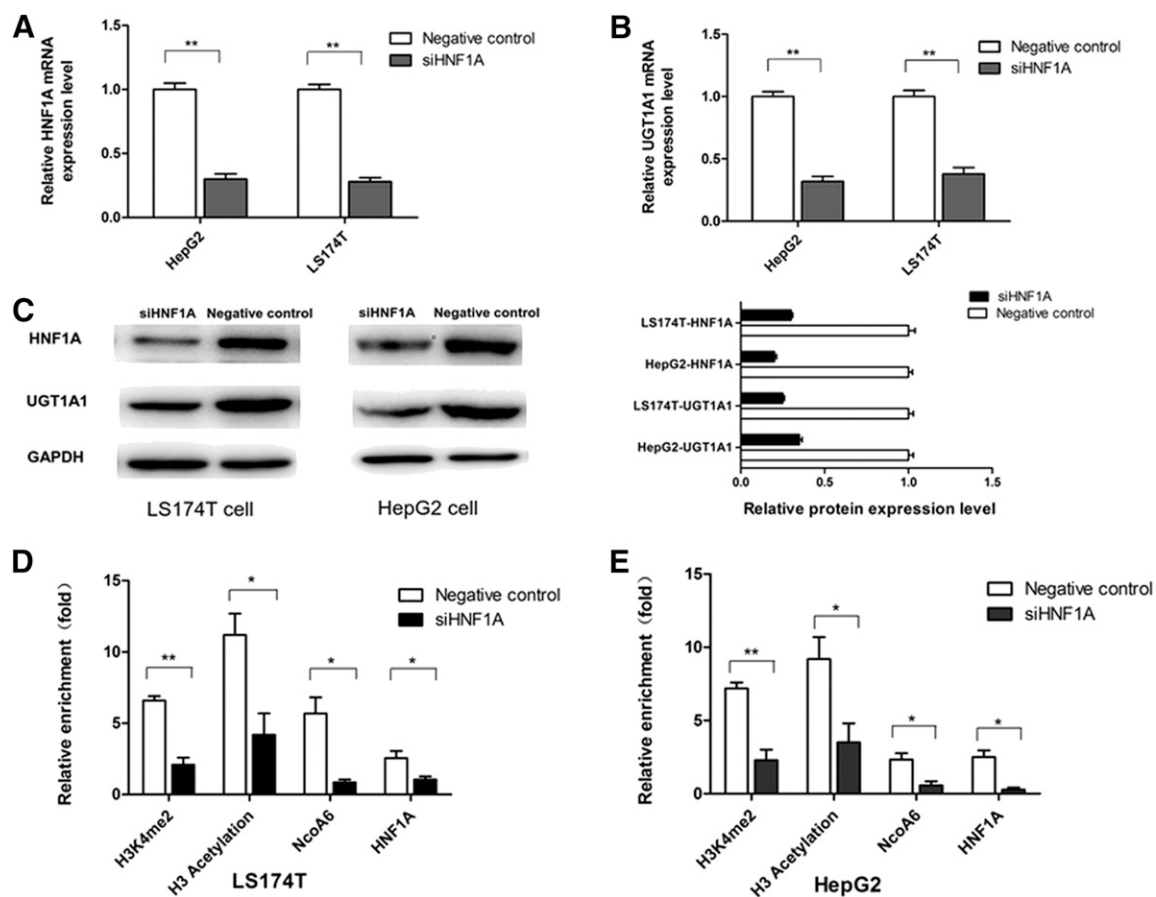 A
Relative HNF1A mRNA
expression level
1.5
1.0
0.5
0.0
**
**
Negative control
siHNF1A
HepG2
LS174T
B
Relative UGT1A1 mRNA
expression level
1.5
1.0
0.5
0.0
**
**
Negative control
siHNF1A
HepG2
LS174T
C
siHNF1A Negative control
siHNF1A Negative control
HNF1A
UGT1A1
GAPDH
LS174T cell
HepG2 cell
siHNF1A
Negative control
LS174T-HNF1A
HepG2-HNF1A
LS174T-UGT1A1
HepG2-UGT1A1
0.0 0.5 1.0 1.5
Relative protein expression level
D
Relative enrichment (fold)
15
10
5
0
**
*
*
*
Negative control
siHNF1A
H3K4me2
H3 Acetylation
NcoA6
HNF1A
LS174T
E
Relative enrichment (fold)
15
10
5
0
**
*
*
*
Negative control
siHNF1A
H3K4me2
H3 Acetylation
NcoA6
HNF1A
HepG2